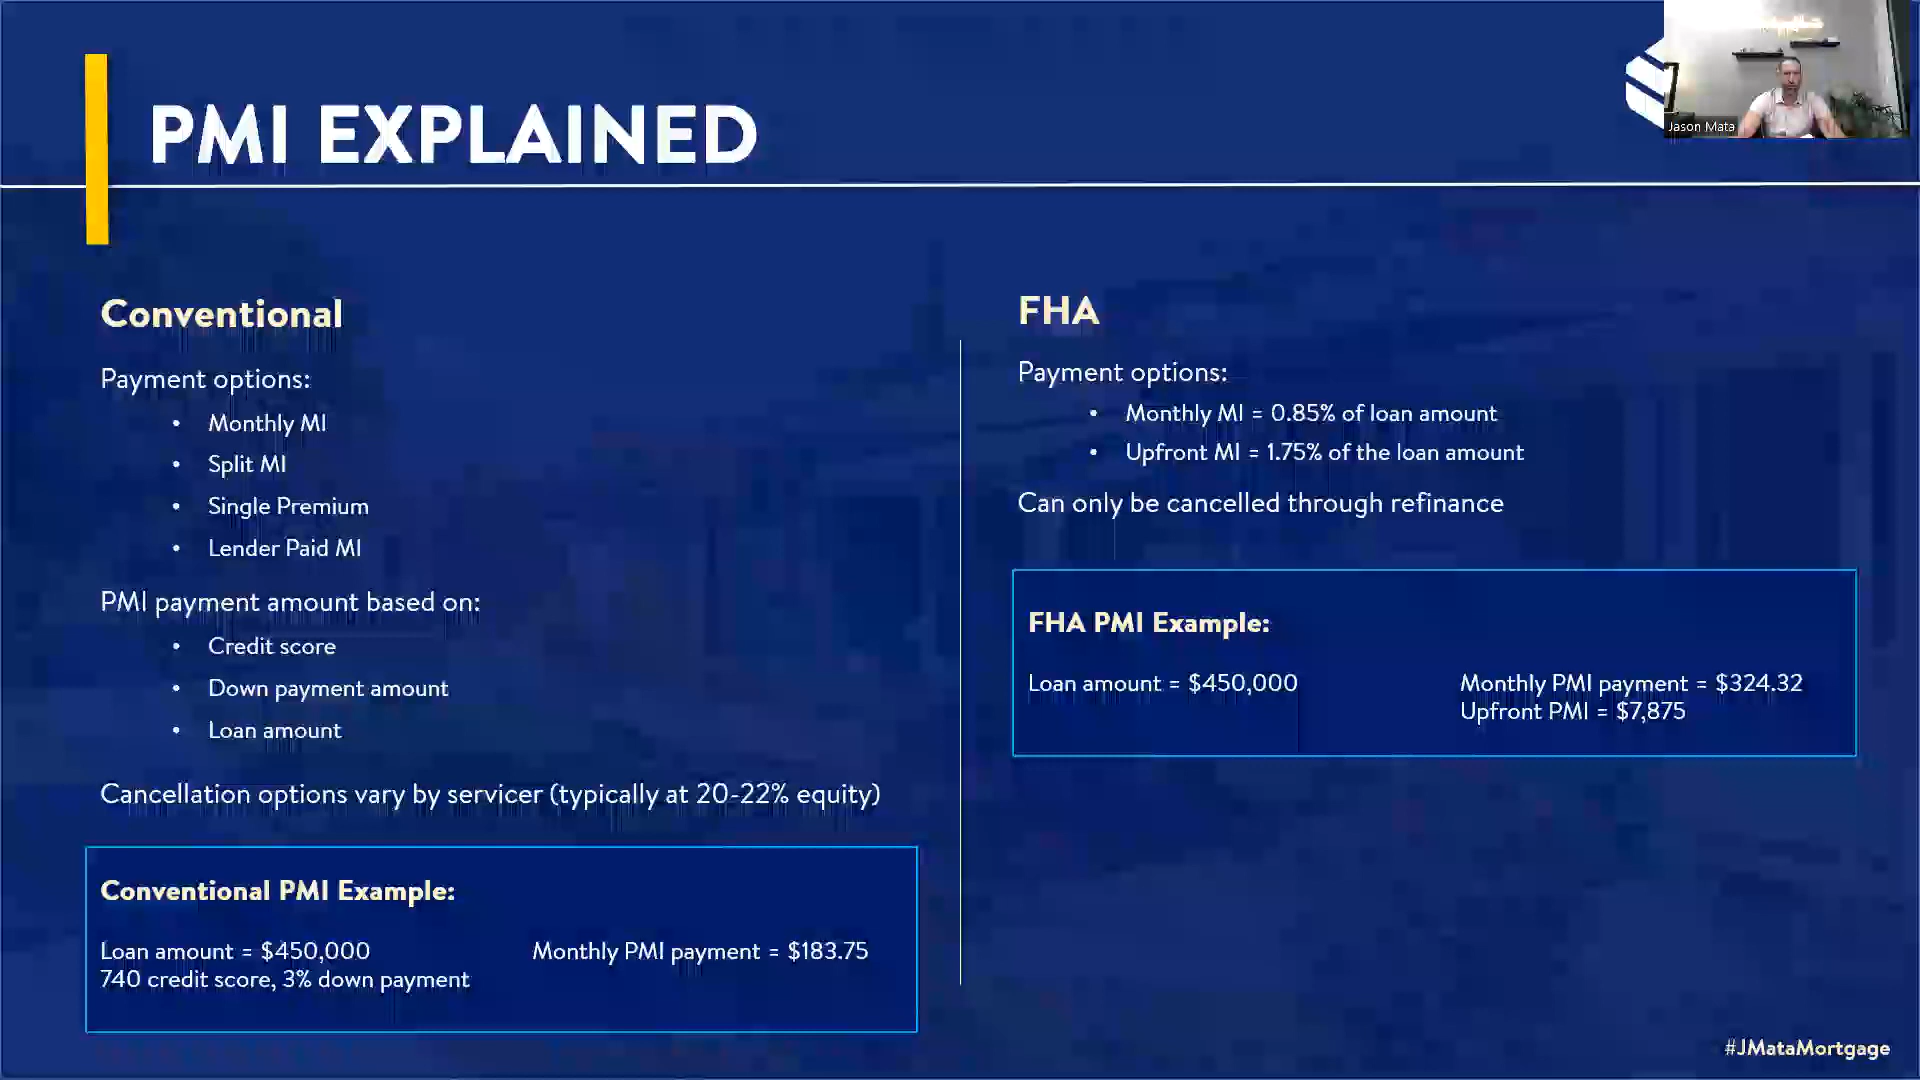 PMI EXPLAINED
Jason Mata
Conventional
Payment options:
• Monthly MI
• Split MI
• Single Premium
• Lender Paid MI
PMI payment amount based on:
• Credit score
• Down payment amount
• Loan amount
Cancellation options vary by servicer (typically at 20-22% equity)
Conventional PMI Example:
Loan amount = $450,000
740 credit score, 3% down payment
Monthly PMI payment = $183.75
FHA
Payment options:
• Monthly MI = 0.85% of loan amount
• Upfront MI = 1.75% of the loan amount
Can only be cancelled through refinance
FHA PMI Example:
Loan amount = $450,000
Monthly PMI payment = $324.32
Upfront PMI = $7,875
#JMataMortgage